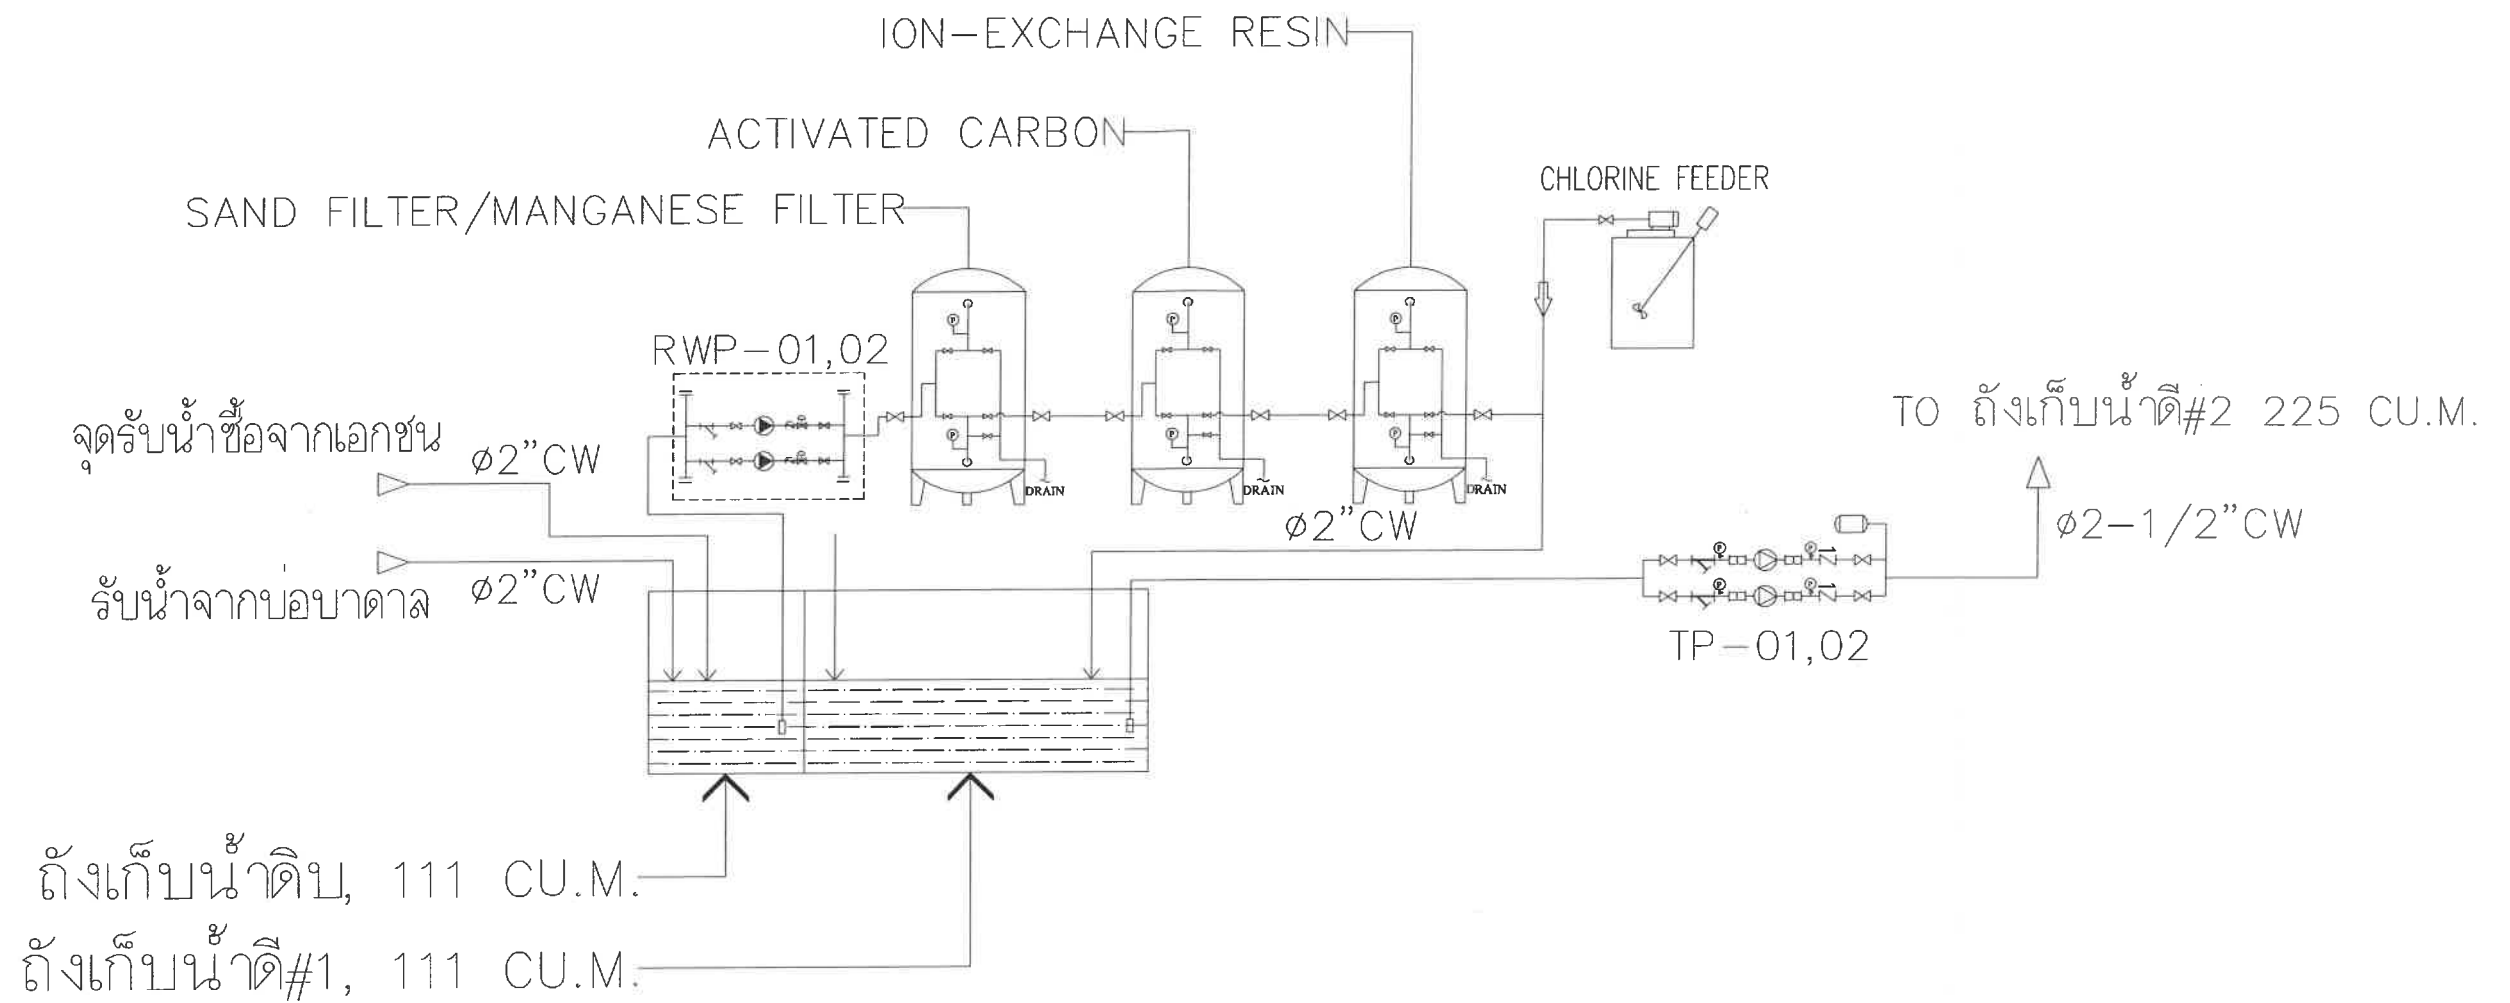 ION-EXCHANGE RESIN
ACTIVATED CARBON
CHLORINE FEEDER
SAND FILTER/MANGANESE FILTER
P
P
P
RWP-01,02
TO ถังเก็บน้ำดี#2 225 CU.M.
จุดรับน้ำซื้อจากเอกชน
P
P
P
ø2"CW
DRAIN
DRAIN
DRAIN
ø2"CW
ø2-1/2"CW
P
P
รับน้ำจากบ่อบาดาล
ø2"CW
P
P
TP-01,02
ถังเก็บน้ำดิบ, 111 CU.M.
ถังเก็บน้ำดี#1, 111 CU.M.